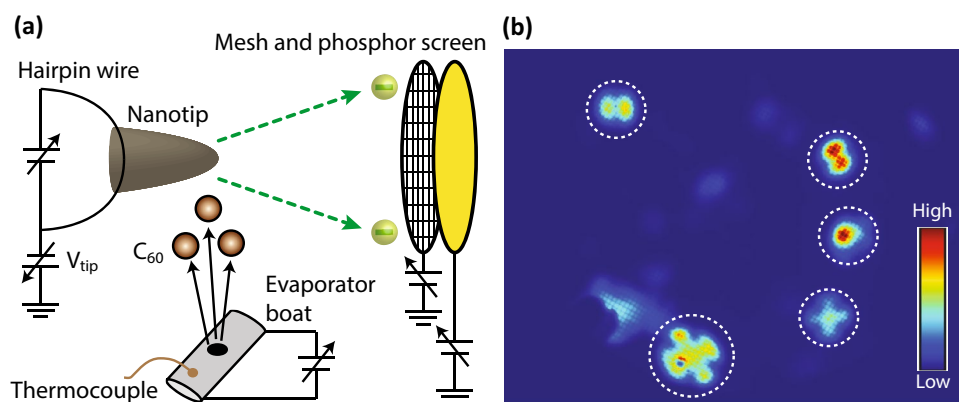 (a)
Mesh and phosphor screen
Hairpin wire
Nanotip
Vtip
C60
Evaporator
boat
Thermocouple
(b)
High
Low